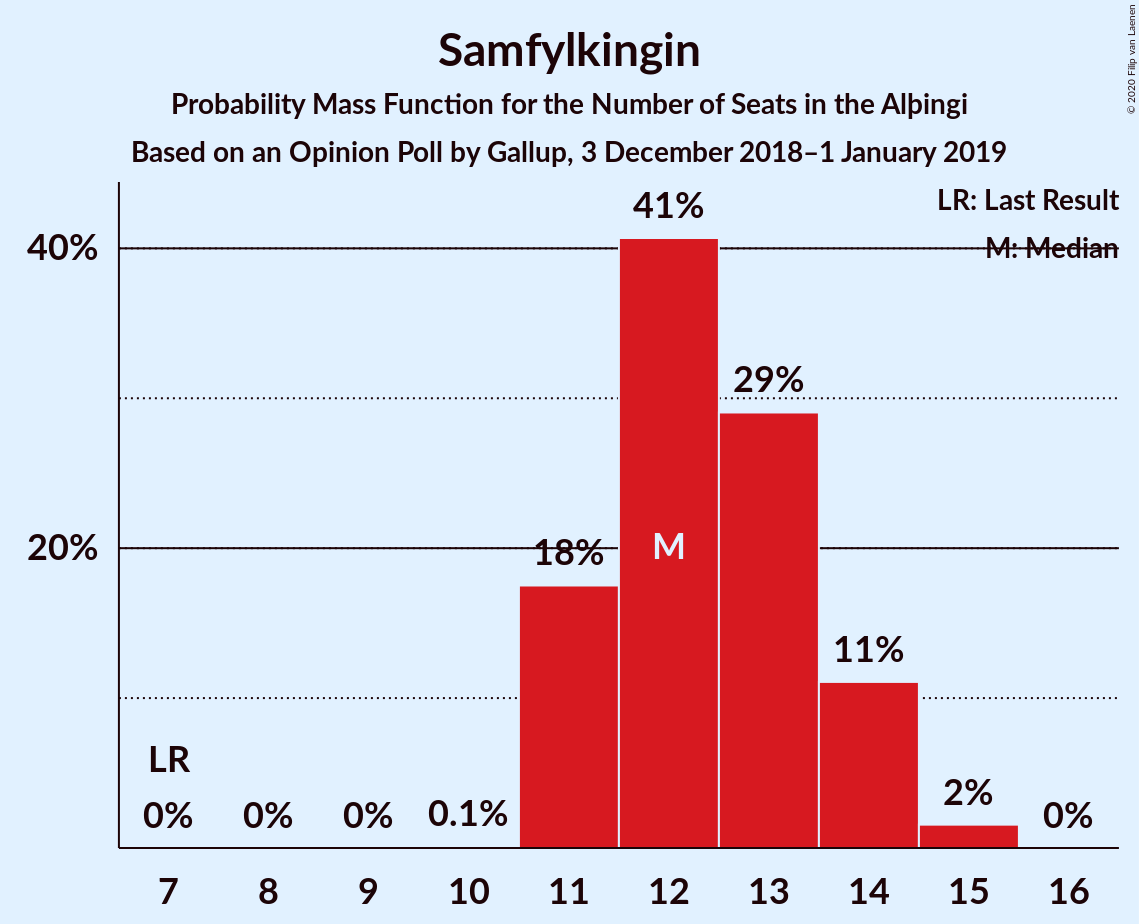 Samfylkingin
Probability Mass Function for the Number of Seats in the Alþingi
Based on an Opinion Poll by Gallup, 3 December 2018–1 January 2019
© 2020 Filip van Laenen
LR: Last Result
M: Median
40%
20%
41%
29%
18%
M
11%
LR
0%
0%
0%
0.1%
2%
0%
7 8 9 10 11 12 13 14 15 16